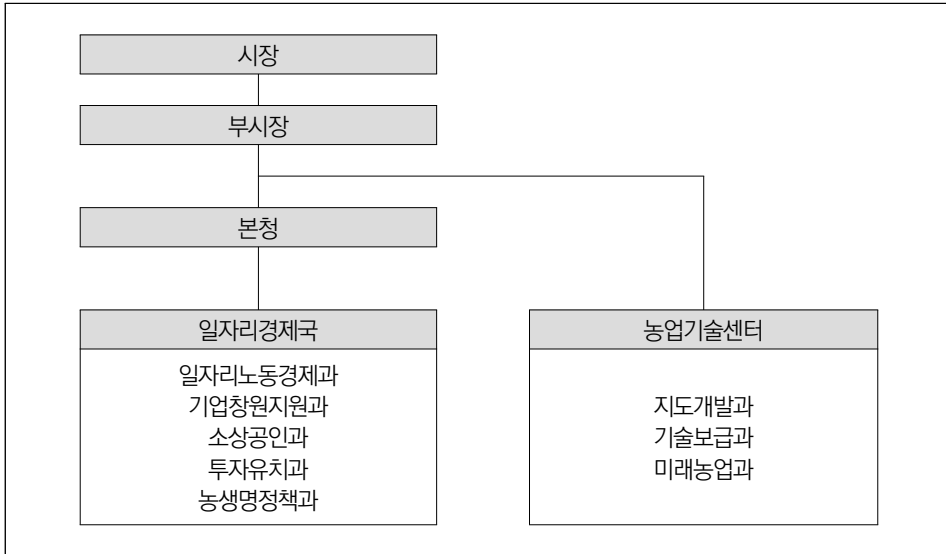 시장
부시장
본청
일자리경제국
일자리노동경제과
기업창원지원과
소상공인과
투자유치과
농생명정책과
농업기술센터
지도개발과
기술보급과
미래농업과